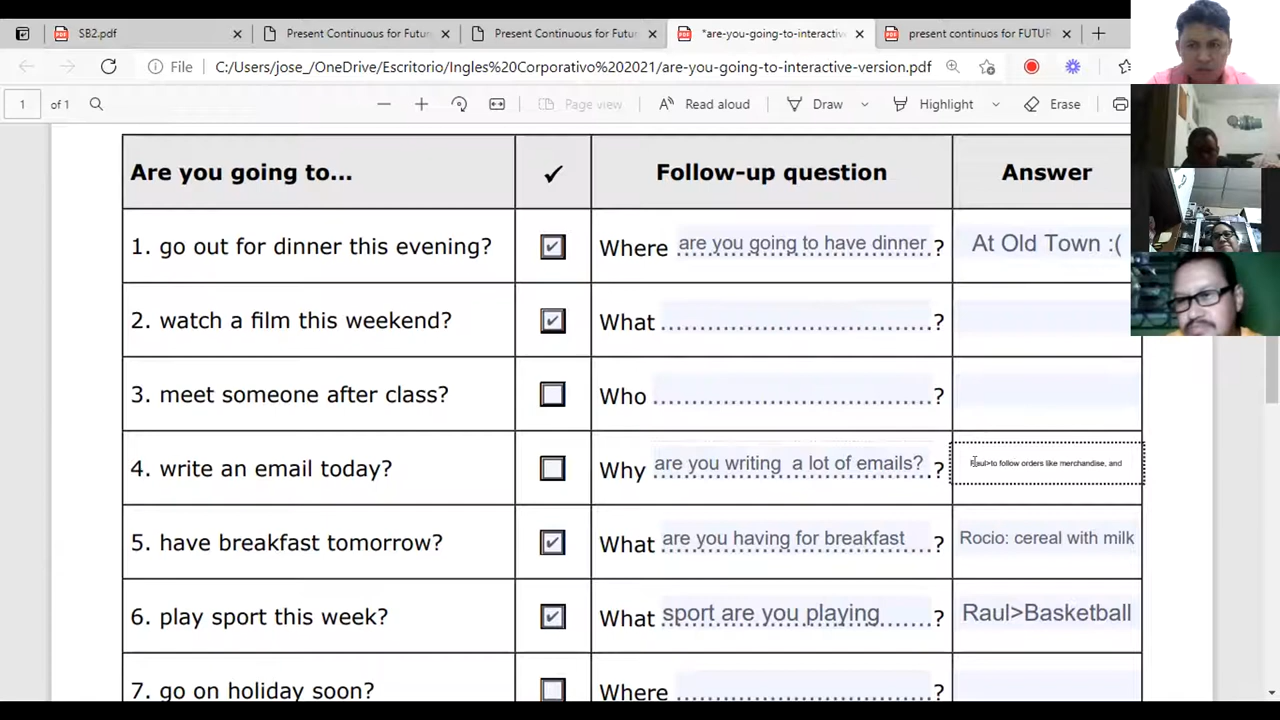 SB2.pdf
Present Continuous for Futur
Present Continuous for Futur
*are-you-going-to-interactive
present continuos for FUTUR
File
C:/Users/jose_/OneDrive/Escritorio/Ingles%20Corporativo%202021/are-you-going-to-interactive-version.pdf
1 of 1
Page view
Read aloud
Draw
Highlight
Erase
Are you going to...
✓
Follow-up question
Answer
1. go out for dinner this evening?
Where are you going to have dinner ?
At Old Town :(
2. watch a film this weekend?
What ?
3. meet someone after class?
Who ?
4. write an email today?
Why are you writing a lot of emails? ?
Raul>to follow orders like merchandise, and
5. have breakfast tomorrow?
What are you having for breakfast ?
Rocio: cereal with milk
6. play sport this week?
What sport are you playing ?
Raul>Basketball
7. go on holiday soon?
Where ?